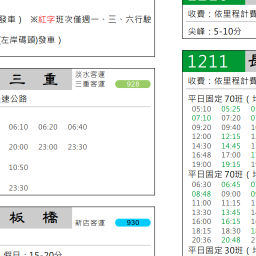 發車）　※紅字班次僅週一、三、六行駛
(左岸碼頭)發車）
三　重
淡水客運
三重客運
928
速公路
06:10　06:20　06:40
20:00　23:00　23:30
10:50
23:30
板　橋
新店客運
930
假日：15-20分
收費：依里程計費
尖峰：5-10分
1211
收費：依里程計費
平日固定 70班
05:10　05:25
07:10　07:20
09:20　09:40
12:00　12:15
14:30　14:45
16:48　17:00
19:00　19:15
平日固定 70班
06:30　06:45
08:48　09:00
11:00　11:15
13:30　13:45
16:00　16:15
18:15　18:30
20:36　20:48
平日固定 30班